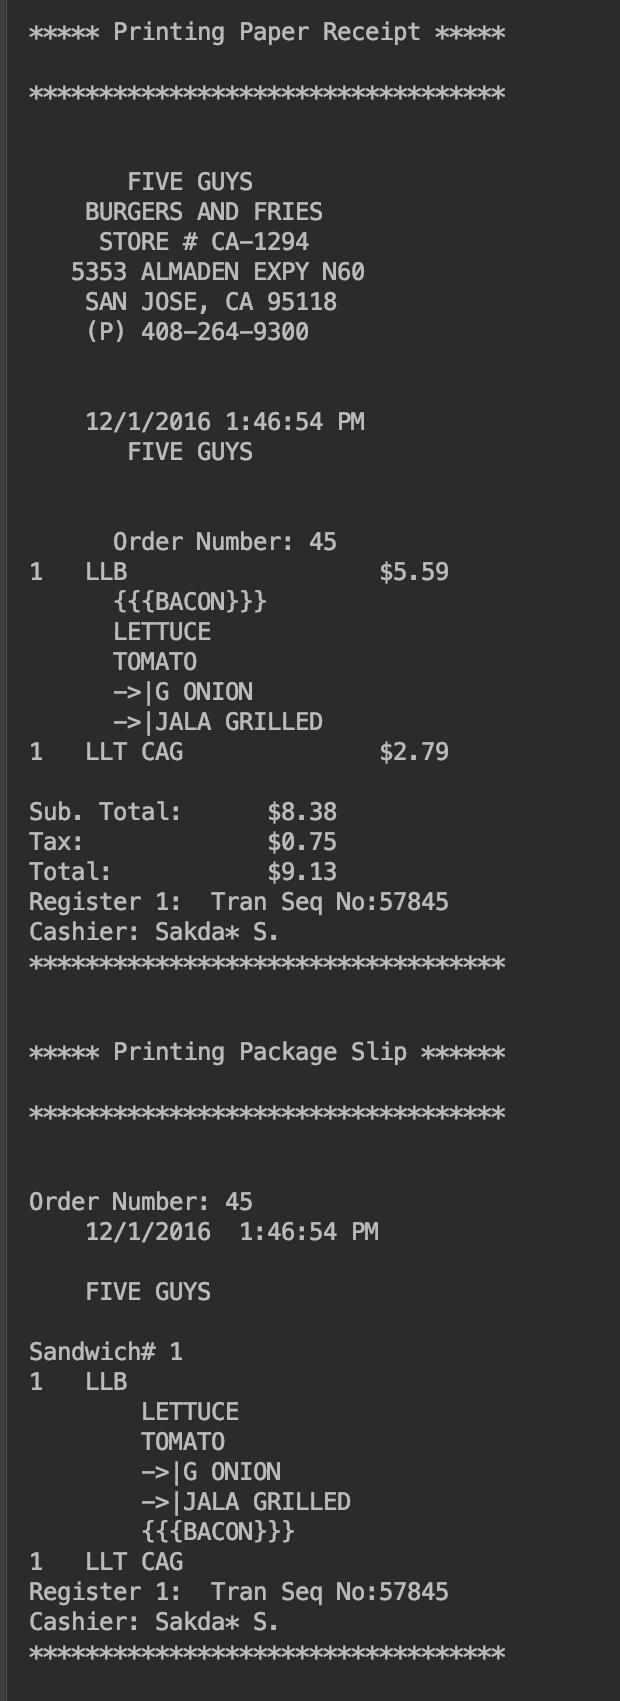 ***** Printing Paper Receipt *****
**********************************
FIVE GUYS
BURGERS AND FRIES
STORE # CA-1294
5353 ALMADEN EXPY N60
SAN JOSE, CA 95118
(P) 408-264-9300
12/1/2016 1:46:54 PM
FIVE GUYS
Order Number: 45
1   LLB                  $5.59
{{{BACON}}}
LETTUCE
TOMATO
->|G ONION
->|JALA GRILLED
1   LLT CAG              $2.79
Sub. Total:      $8.38
Tax:             $0.75
Total:           $9.13
Register 1:  Tran Seq No:57845
Cashier: Sakda* S.
**********************************
***** Printing Package Slip ******
**********************************
Order Number: 45
12/1/2016  1:46:54 PM
FIVE GUYS
Sandwich# 1
1   LLB
LETTUCE
TOMATO
->|G ONION
->|JALA GRILLED
{{{BACON}}}
1   LLT CAG
Register 1:  Tran Seq No:57845
Cashier: Sakda* S.
**********************************